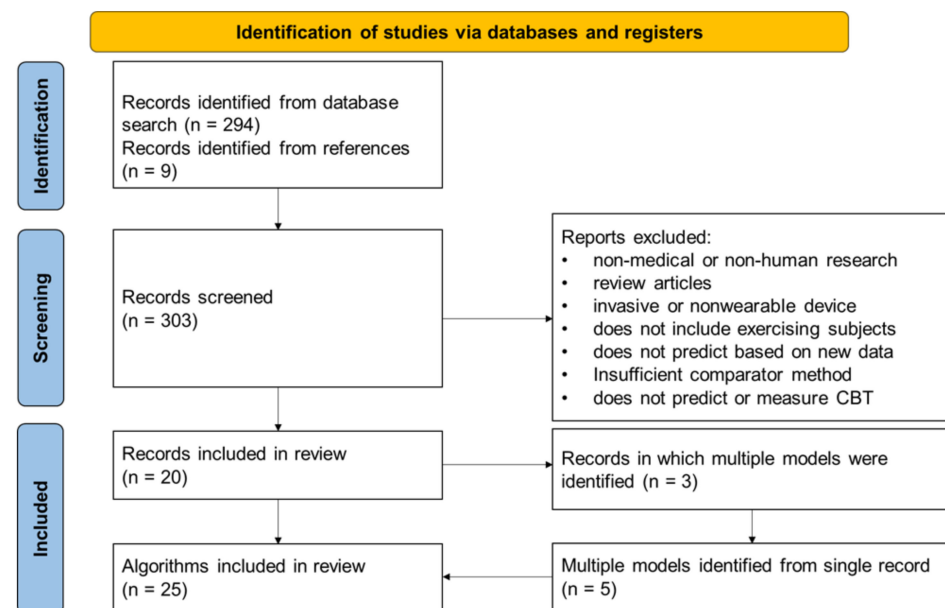 Identification of studies via databases and registers
Identification
Records identified from database
search (n = 294)
Records identified from references
(n = 9)
Screening
Records screened
(n = 303)
Reports excluded:
• non-medical or non-human research
• review articles
• invasive or nonwearable device
• does not include exercising subjects
• does not predict based on new data
• Insufficient comparator method
• does not predict or measure CBT
Included
Records included in review
(n = 20)
Records in which multiple models were
identified (n = 3)
Algorithms included in review
(n = 25)
Multiple models identified from single record
(n = 5)